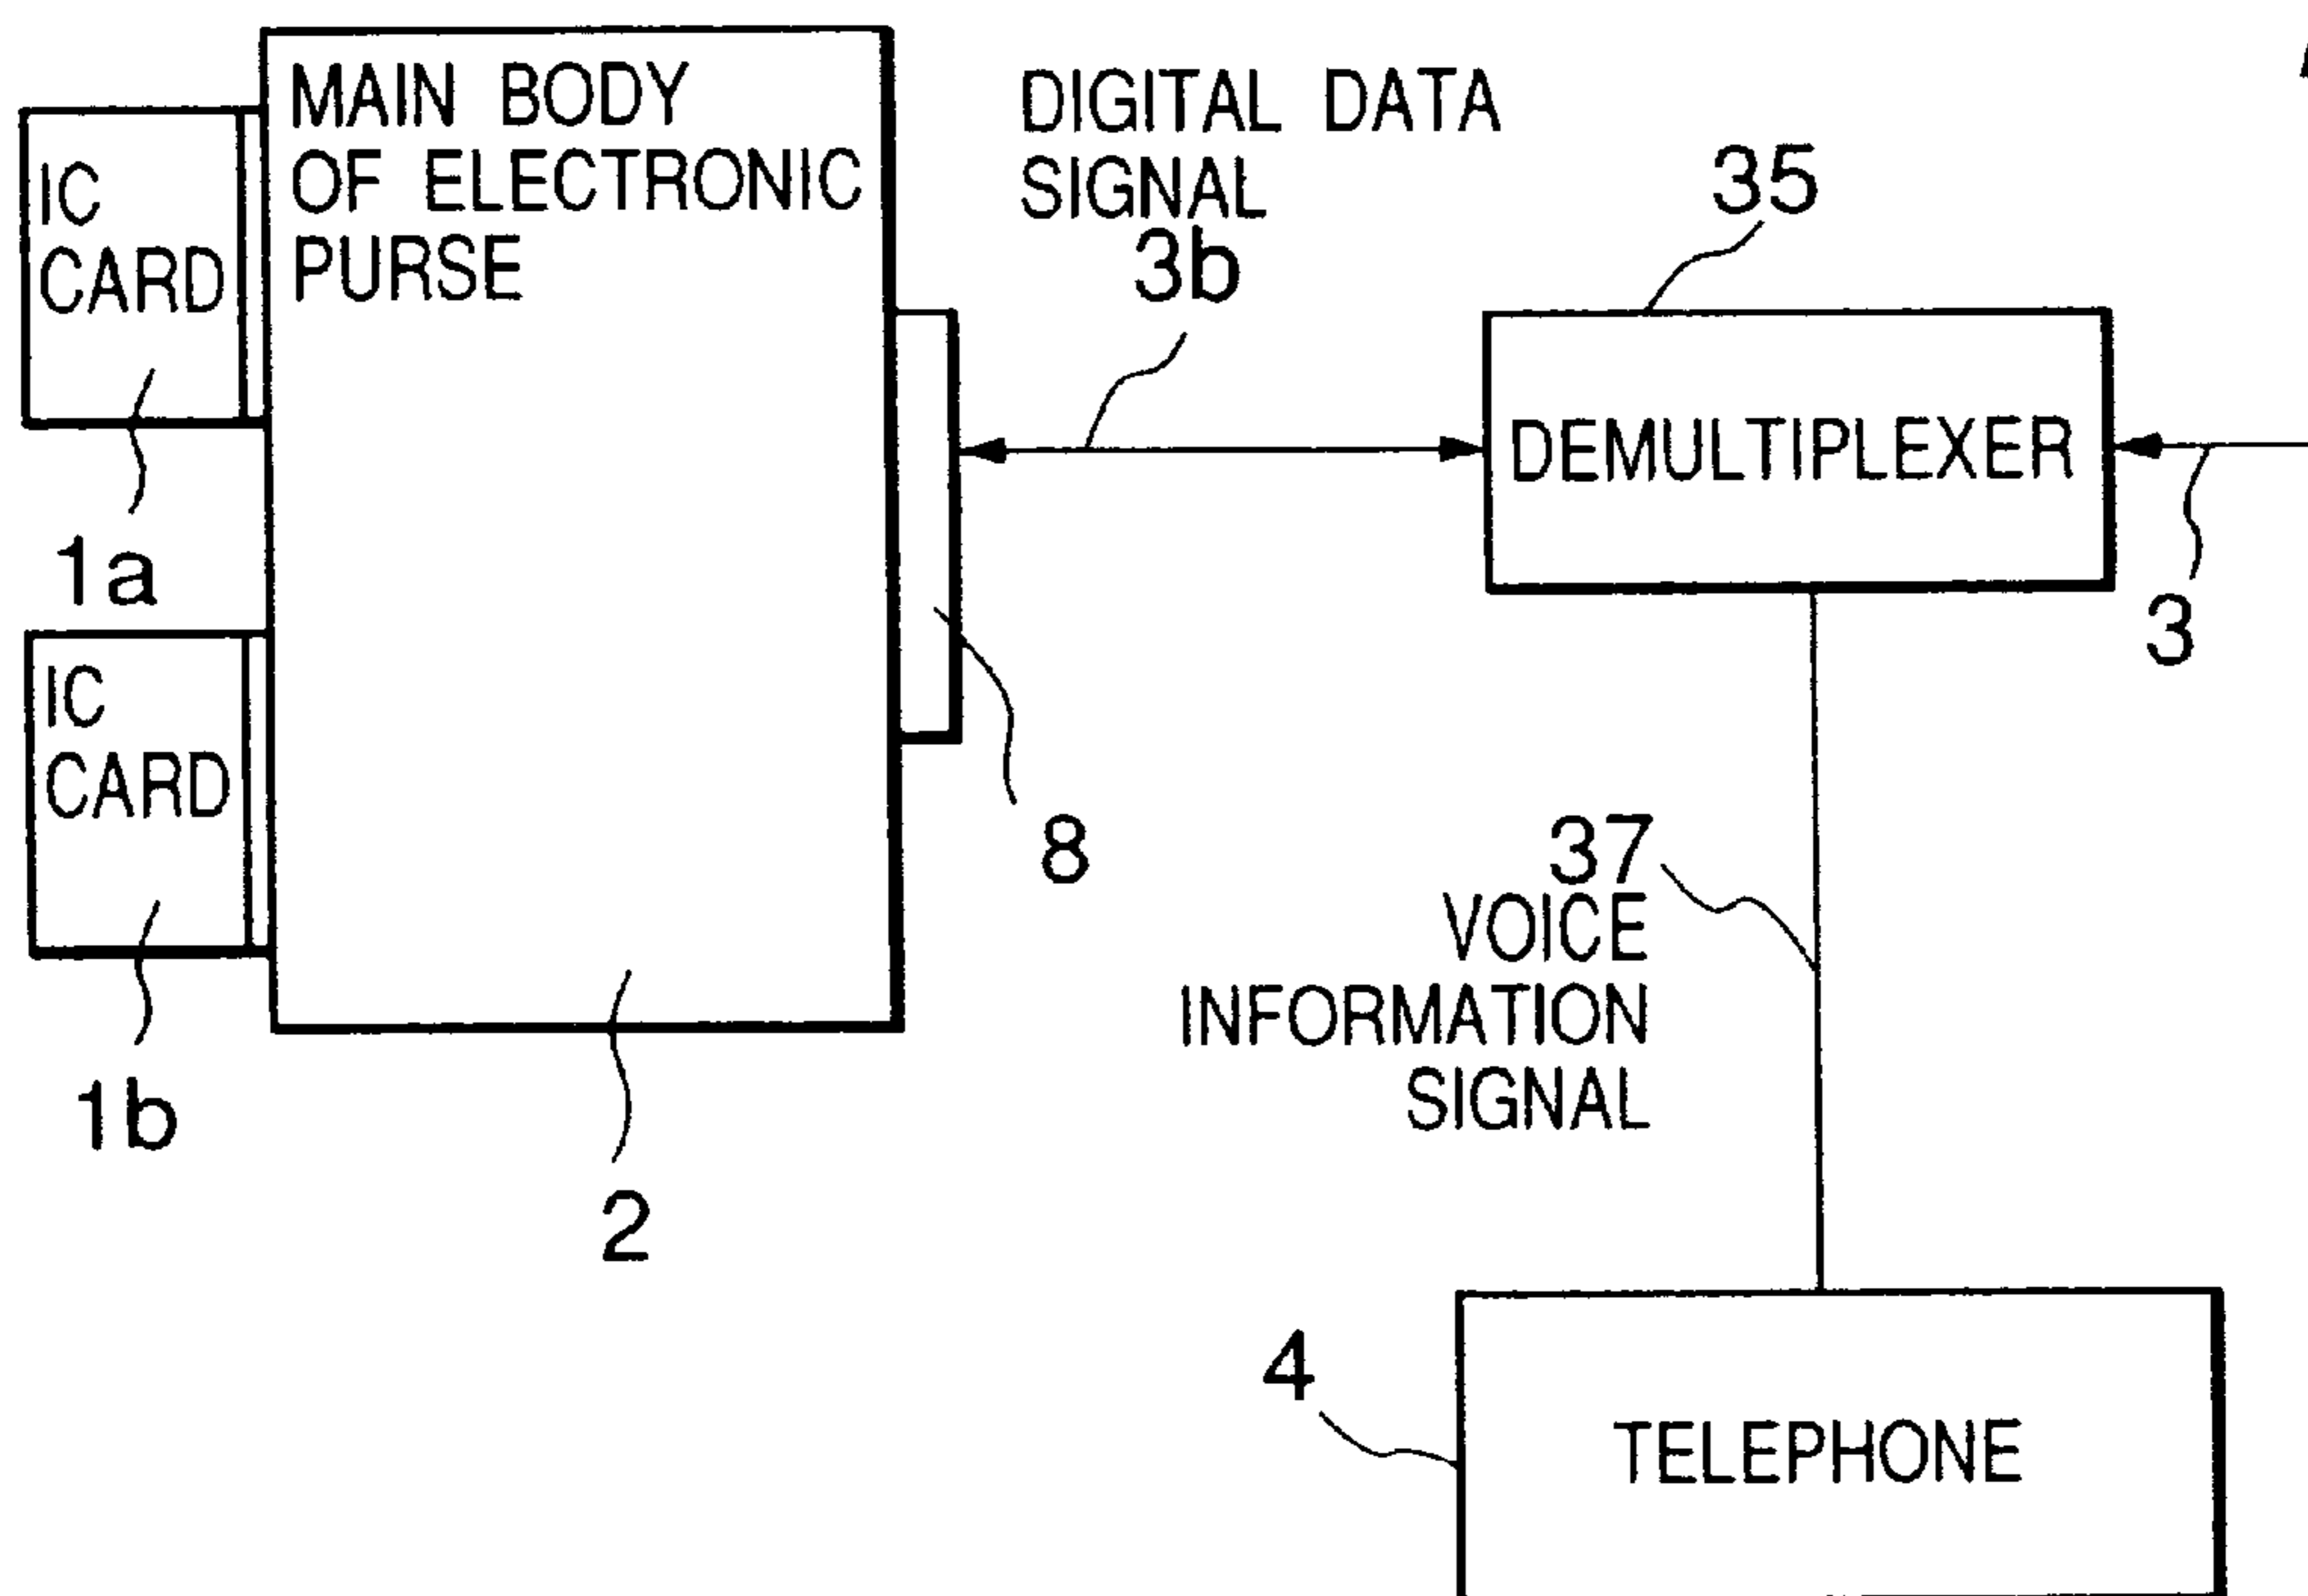 MAIN BODY
OF ELECTRONIC
PURSE
IC
CARD
1a
IC
CARD
1b
2
8
DIGITAL DATA
SIGNAL
3b
35
DEMULTIPLEXER
3
37
VOICE
INFORMATION
SIGNAL
4
TELEPHONE